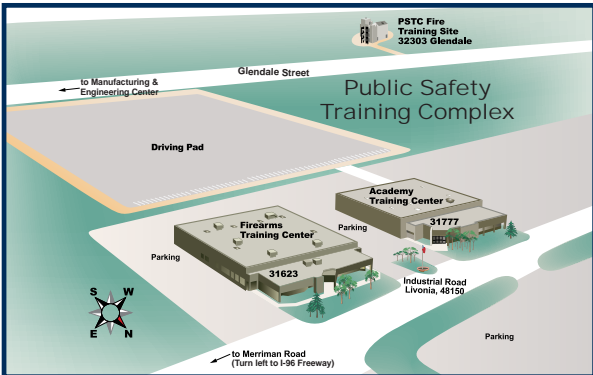 PSTC Fire
Training Site
32303 Glendale
Glendale Street
to Manufacturing &
Engineering Center
Public Safety
Training Complex
Driving Pad
Academy
Training Center
31777
Parking
Firearms
Training Center
Parking
31623
Industrial Road
Livonia, 48150
S
W
E
N
Parking
to Merriman Road
(Turn left to I-96 Freeway)